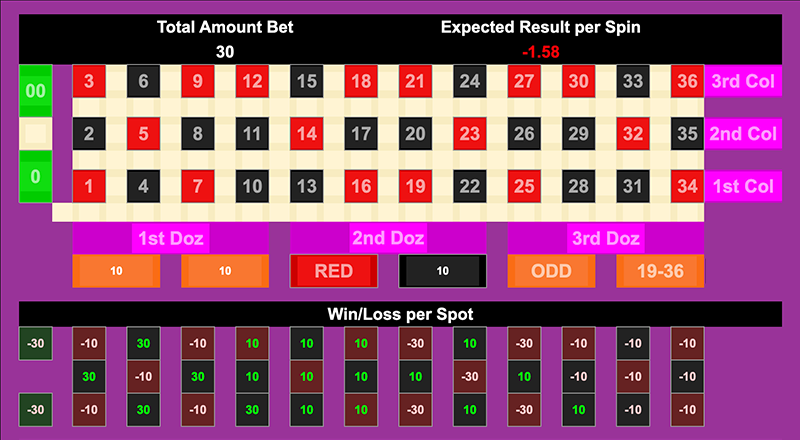 Total Amount Bet Expected Result per Spin
30 -1.58
00 3 6 9 12 15 18 21 24 27 30 33 36 3rd Col
2 5 8 11 14 17 20 23 26 29 32 35 2nd Col
0 1 4 7 10 13 16 19 22 25 28 31 34 1st Col
1st Doz 2nd Doz 3rd Doz
10 10 RED 10 ODD 19-36
Win/Loss per Spot
-30 -10 30 -10 10 10 10 -30 10 -30 -10 -10 -10
30 -10 30 10 10 10 10 -30 10 -10 -10 -10
-30 -10 30 -10 30 10 10 -30 10 -30 10 -10 -10